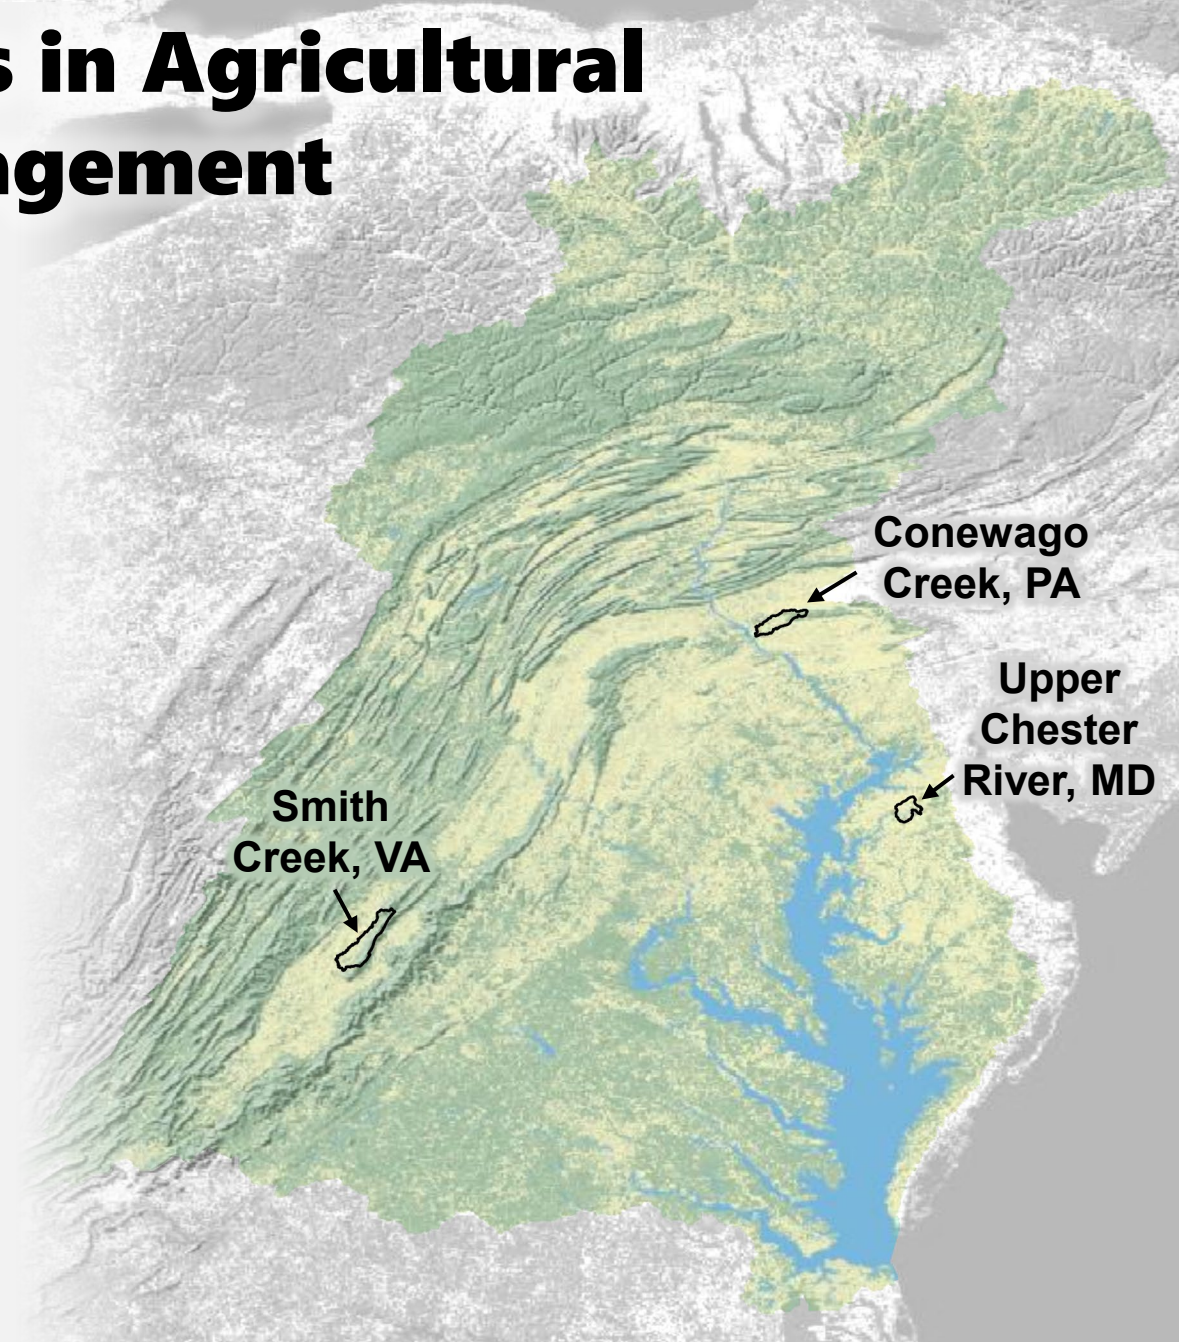 s in Agricultural
agement
Conewago
Creek, PA
Upper
Chester
River, MD
Smith
Creek, VA